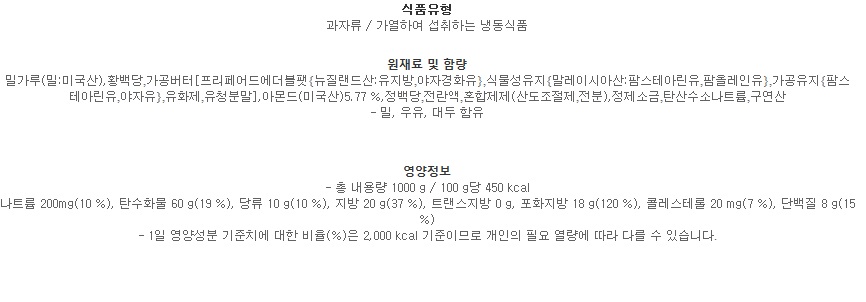 식품유형
과자류 / 가열하여 섭취하는 냉동식품
원재료 및 함량
밀가루(밀:미국산),황백당,가공버터[프리페어드에더블팻{뉴질랜드산:유지방,야자경화유},식물성유지{말레이시아산:팜스테아린유,팜올레인유},가공유지{팜스
테아린유,야자유},유화제,유청분말],아몬드(미국산)5.77 %,정백당,전란액,혼합제제(산도조절제,전분),정제소금,탄산수소나트륨,구연산
- 밀, 우유, 대두 함유
영양정보
- 총 내용량 1000 g / 100 g당 450 kcal
나트륨 200mg(10 %), 탄수화물 60 g(19 %), 당류 10 g(10 %), 지방 20 g(37 %), 트랜스지방 0 g, 포화지방 18 g(120 %), 콜레스테롤 20 mg(7 %), 단백질 8 g(15
%)
- 1일 영양성분 기준치에 대한 비율(%)은 2,000 kcal 기준이므로 개인의 필요 열량에 따라 다를 수 있습니다.